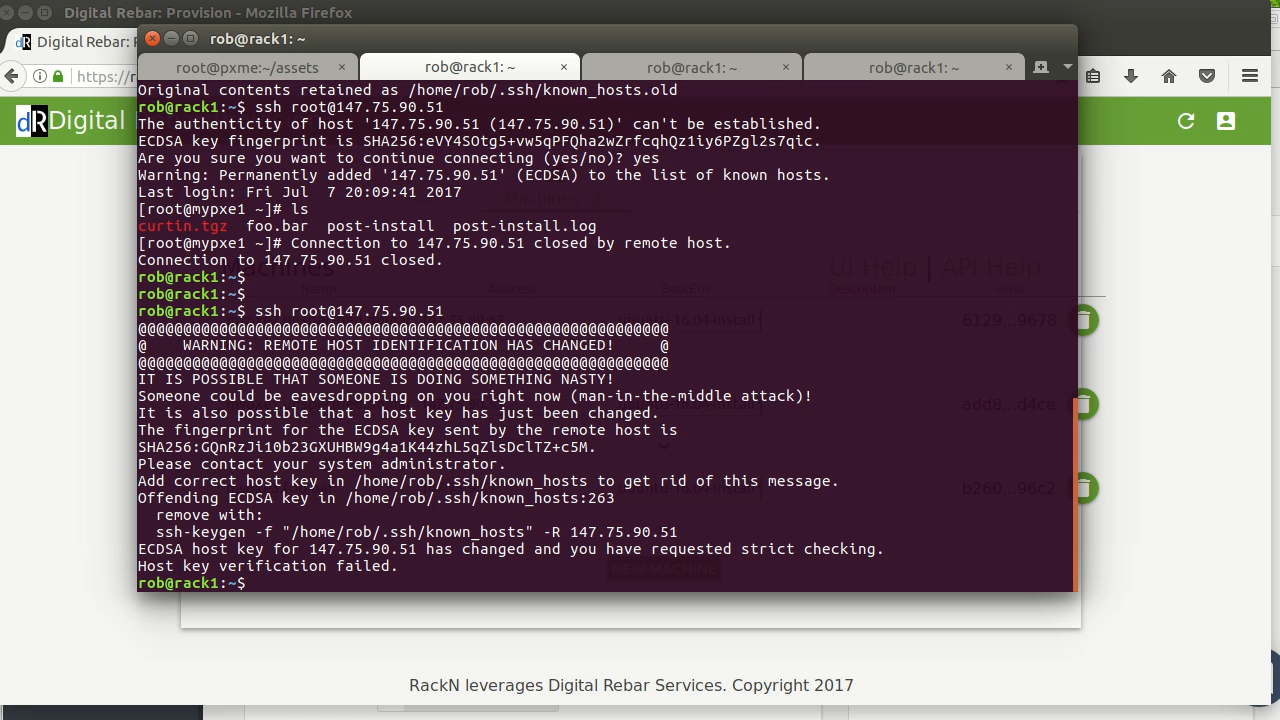 Digital Rebar: Provision - Mozilla Firefox
dR Digital Rebar: P
rob@rack1: ~
root@pxme:~/assets × rob@rack1: ~ × rob@rack1: ~ × rob@rack1: ~ ×
https://r
dR Digital
Original contents retained as /home/rob/.ssh/known_hosts.old
rob@rack1:~$ ssh root@147.75.90.51
The authenticity of host '147.75.90.51 (147.75.90.51)' can't be established.
ECDSA key fingerprint is SHA256:eVY4SOtg5+vw5qPFQha2wZrfcqhQz1iy6PZgl2s7qic.
Are you sure you want to continue connecting (yes/no)? yes
Warning: Permanently added '147.75.90.51' (ECDSA) to the list of known hosts.
Last login: Fri Jul  7 20:09:41 2017
[root@mypxe1 ~]# ls
curtin.tgz  foo.bar  post-install  post-install.log
[root@mypxe1 ~]# Connection to 147.75.90.51 closed by remote host.
Connection to 147.75.90.51 closed.
rob@rack1:~$
rob@rack1:~$
rob@rack1:~$ ssh root@147.75.90.51
@@@@@@@@@@@@@@@@@@@@@@@@@@@@@@@@@@@@@@@@@@@@@@@@@@@@@@@@@@@
@    WARNING: REMOTE HOST IDENTIFICATION HAS CHANGED!     @
@@@@@@@@@@@@@@@@@@@@@@@@@@@@@@@@@@@@@@@@@@@@@@@@@@@@@@@@@@@
IT IS POSSIBLE THAT SOMEONE IS DOING SOMETHING NASTY!
Someone could be eavesdropping on you right now (man-in-the-middle attack)!
It is also possible that a host key has just been changed.
The fingerprint for the ECDSA key sent by the remote host is
SHA256:GQnRzJi10b23GXUHBW9g4a1K44zhL5qZlsDclTZ+c5M.
Please contact your system administrator.
Add correct host key in /home/rob/.ssh/known_hosts to get rid of this message.
Offending ECDSA key in /home/rob/.ssh/known_hosts:263
  remove with:
  ssh-keygen -f "/home/rob/.ssh/known_hosts" -R 147.75.90.51
ECDSA host key for 147.75.90.51 has changed and you have requested strict checking.
Host key verification failed.
rob@rack1:~$
Machines
UI Help | API Help
Name Address BootEnv Description
ubuntu-16.04-install 6129...9678
add8...d4ce
b260...96c2
NEW MACHINE
RackN leverages Digital Rebar Services. Copyright 2017